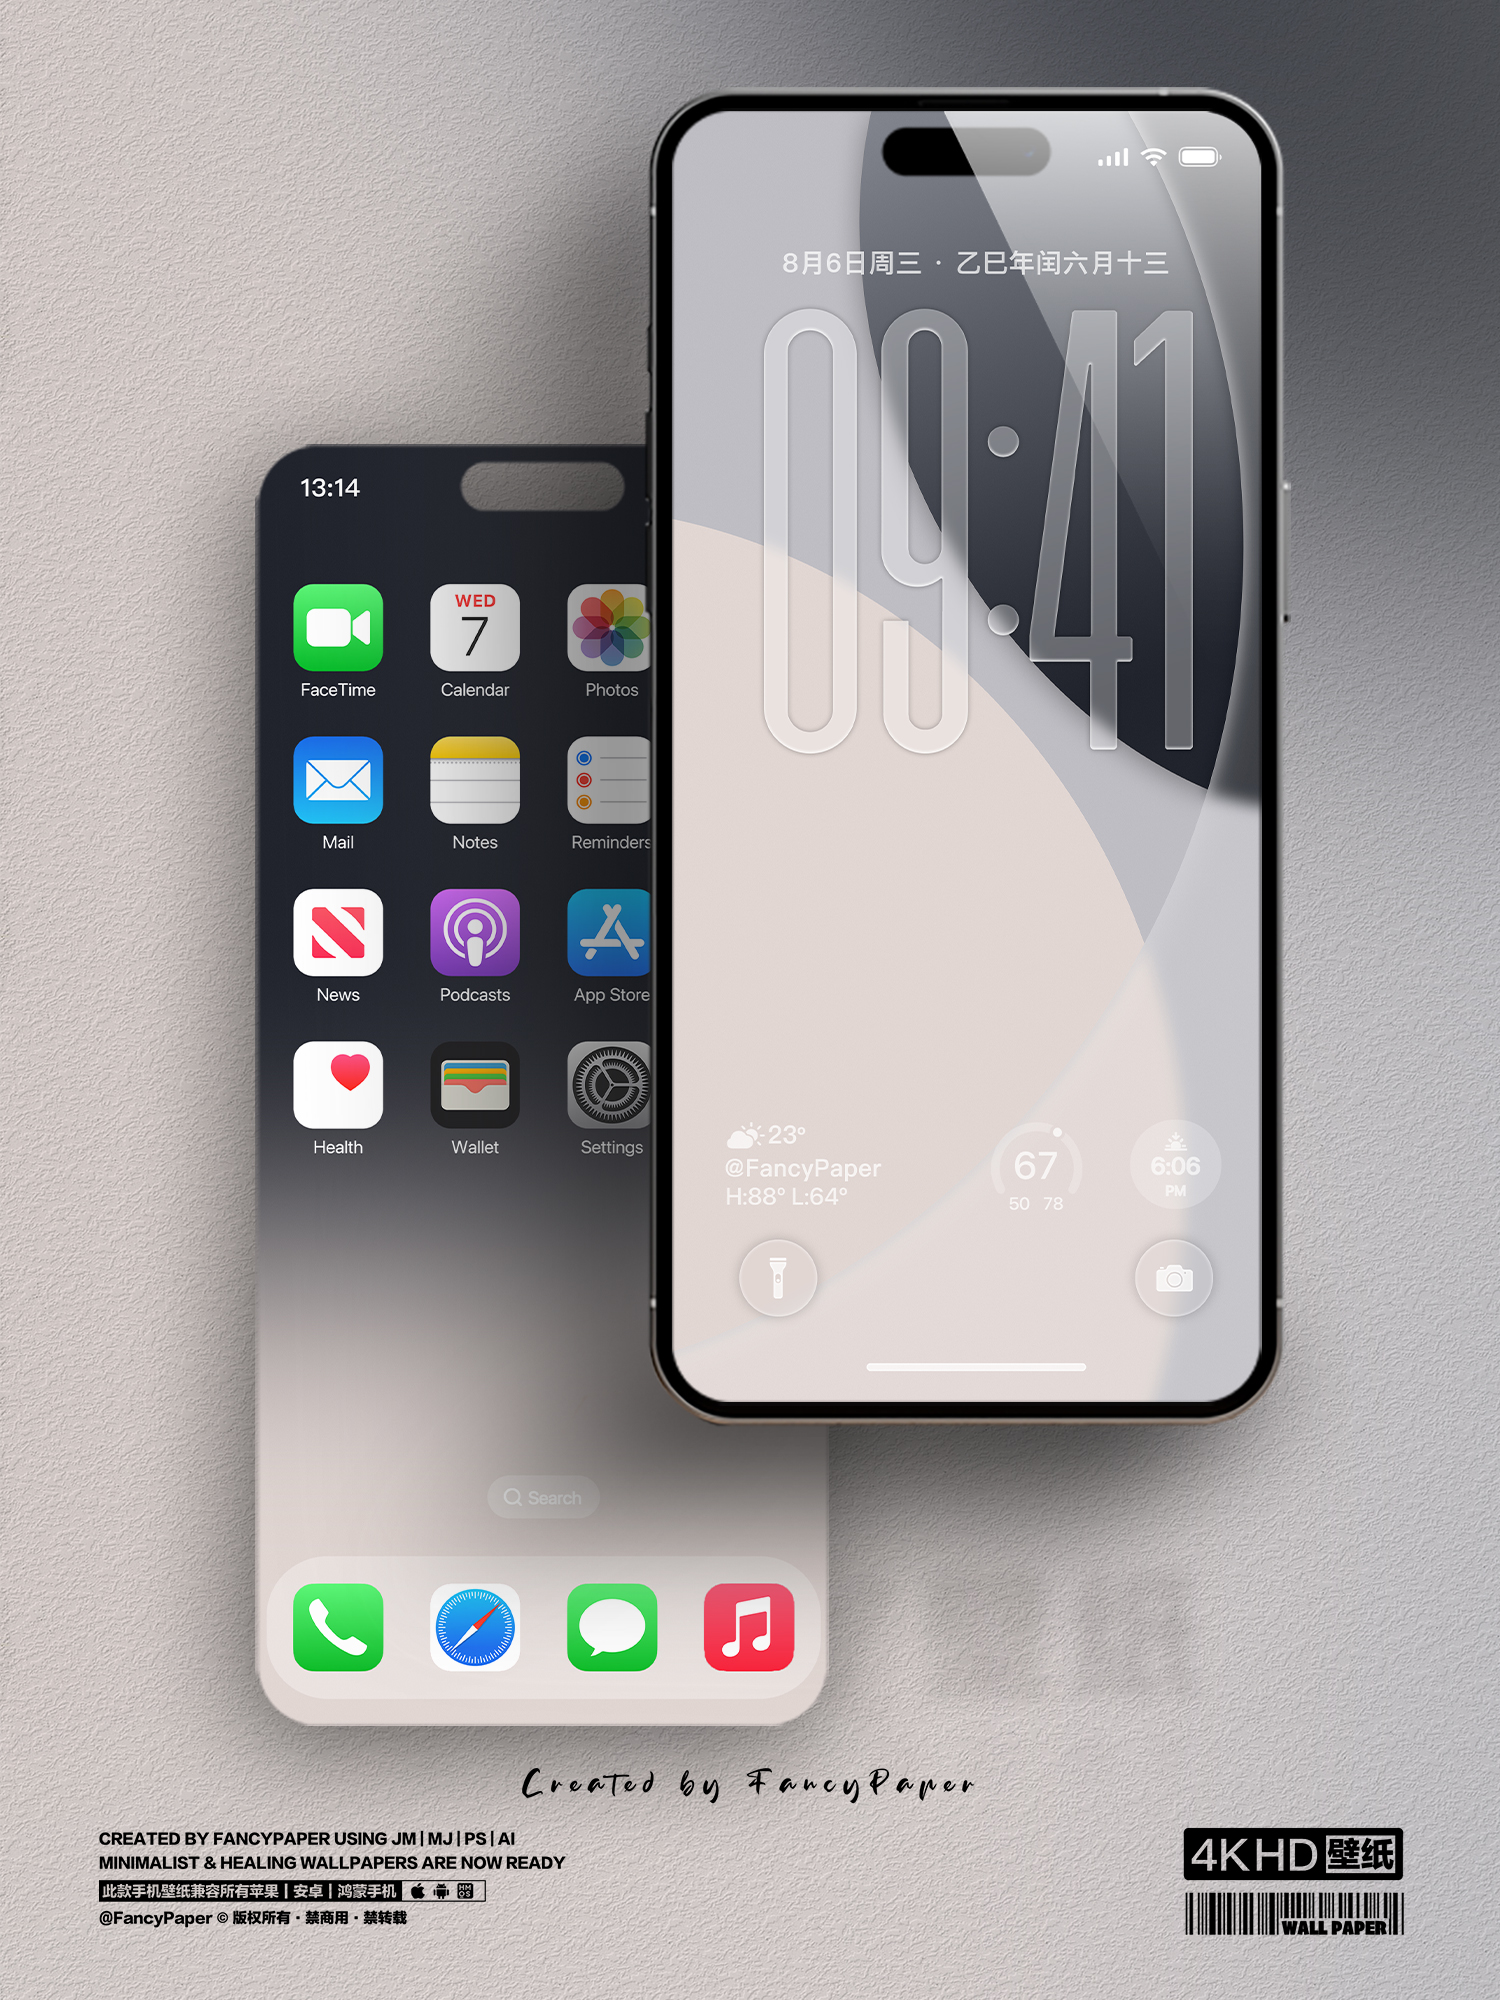 8月6日周三 · 乙巳年闰六月十三
09:41
13:14
WED
7
FaceTime
Calendar
Photos
Mail
Notes
Reminders
News
Podcasts
App Store
Health
Wallet
Settings
23°
@FancyPaper
H:88° L:64°
67
50 78
6:06
PM
Search
Created by FancyPaper
CREATED BY FANCYPAPER USING JM | MJ | PS | AI
MINIMALIST & HEALING WALLPAPERS ARE NOW READY
此款手机壁纸兼容所有苹果 | 安卓 | 鸿蒙手机
HM
OS
@FancyPaper © 版权所有 · 禁商用 · 禁转载
4KHD壁纸
WALL PAPER